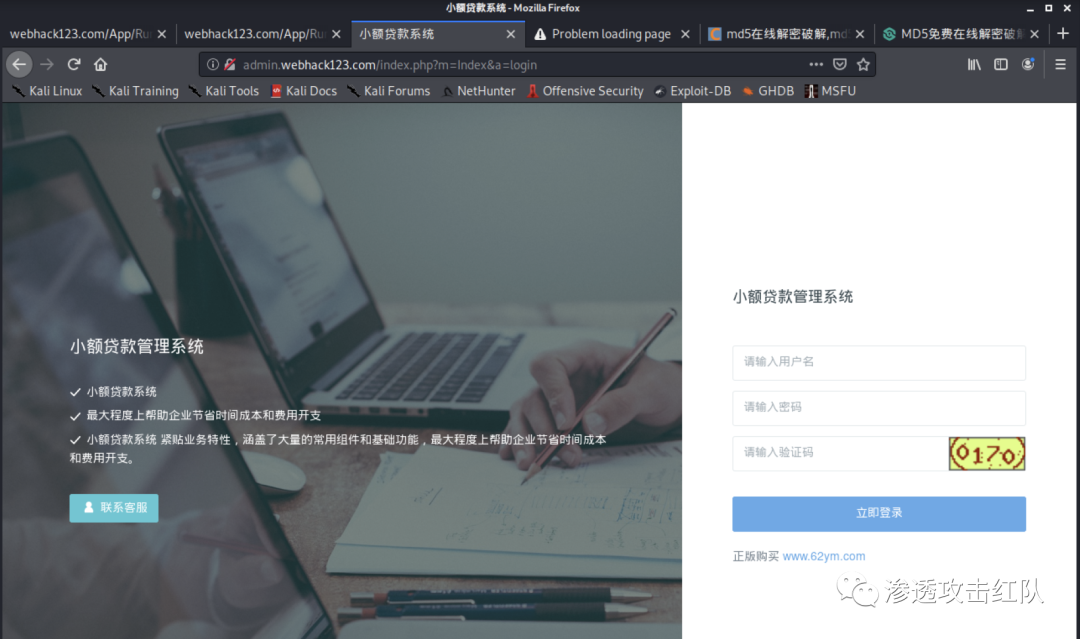 小额贷款系统 - Mozilla Firefox
webhack123.com/App/Ru
webhack123.com/App/Ru
小额贷款系统
Problem loading page
md5在线解密破解,md
MD5免费在线解密破
admin.webhack123.com/index.php?m=Index&a=login
Kali Linux
Kali Training
Kali Tools
Kali Docs
Kali Forums
NetHunter
Offensive Security
Exploit-DB
GHDB
MSFU
小额贷款管理系统
小额贷款系统
最大程度上帮助企业节省时间成本和费用开支
小额贷款系统 紧贴业务特性，涵盖了大量的常用组件和基础功能，最大程度上帮助企业节省时间成本
和费用开支。
联系客服
小额贷款管理系统
请输入用户名
请输入密码
请输入验证码
0170
立即登录
正版购买 www.62ym.com
渗透攻击红队